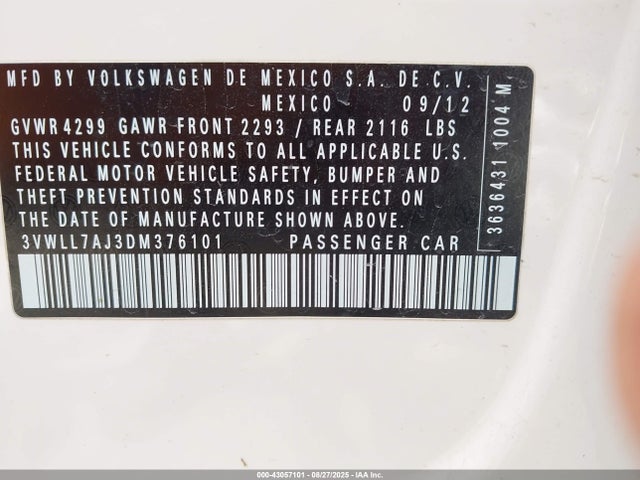 MFD BY VOLKSWAGEN DE MEXICO S.A. DE C.V.
MEXICO 09/12
GVWR 4299 GAWR FRONT 2293 / REAR 2116 LBS
THIS VEHICLE CONFORMS TO ALL APPLICABLE U.S.
FEDERAL MOTOR VEHICLE SAFETY, BUMPER AND
THEFT PREVENTION STANDARDS IN EFFECT ON
THE DATE OF MANUFACTURE SHOWN ABOVE.
3VWLL7AJ3DM376101 PASSENGER CAR
3636431 1004 M
000-43057101 - 08/27/2025 - IAAI.COM